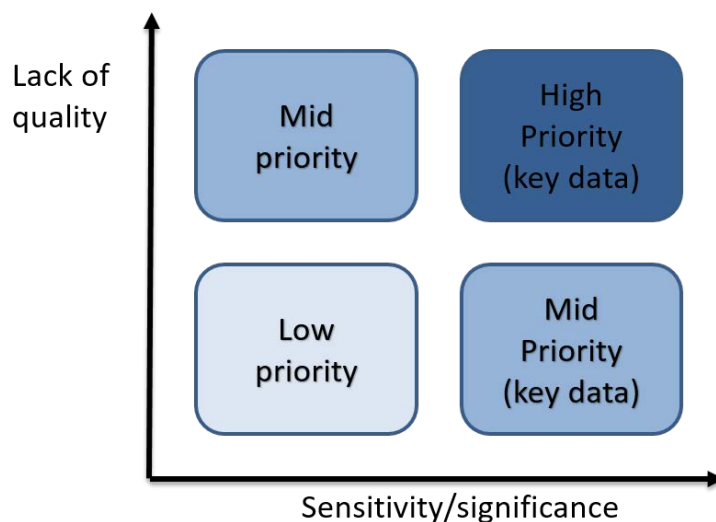 Lack of
quality
Mid
priority
High
Priority
(key data)
Low
priority
Mid
Priority
(key data)
Sensitivity/significance